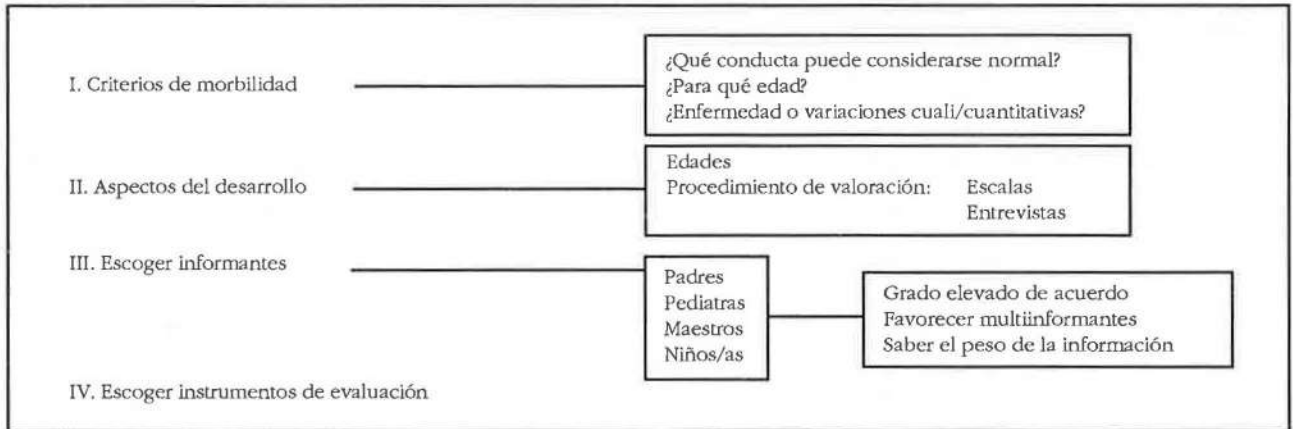 I. Criterios de morbilidad
¿Qué conducta puede considerarse normal?
¿Para qué edad?
¿Enfermedad o variaciones cuali/cuantitativas?
II. Aspectos del desarrollo
Edades
Procedimiento de valoración: Escalas
Entrevistas
III. Escoger informantes
Padres
Pediatras
Maestros
Niños/as
Grado elevado de acuerdo
Favorecer multiinformantes
Saber el peso de la información
IV. Escoger instrumentos de evaluación